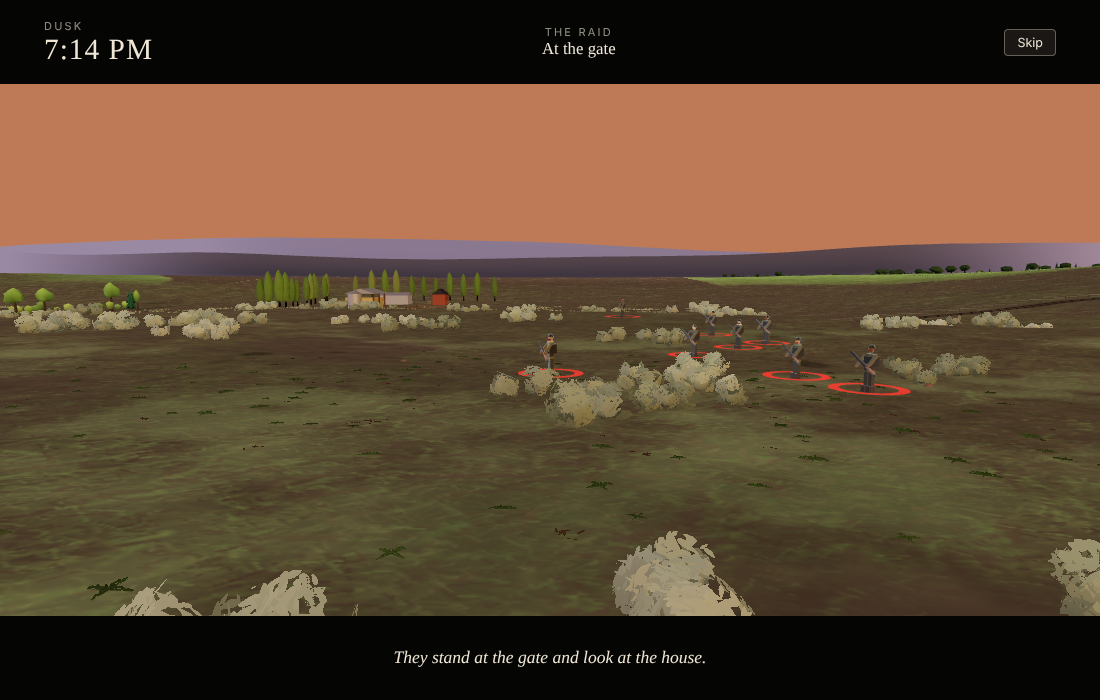 DUSK
7:14 PM
THE RAID
At the gate
Skip
They stand at the gate and look at the house.